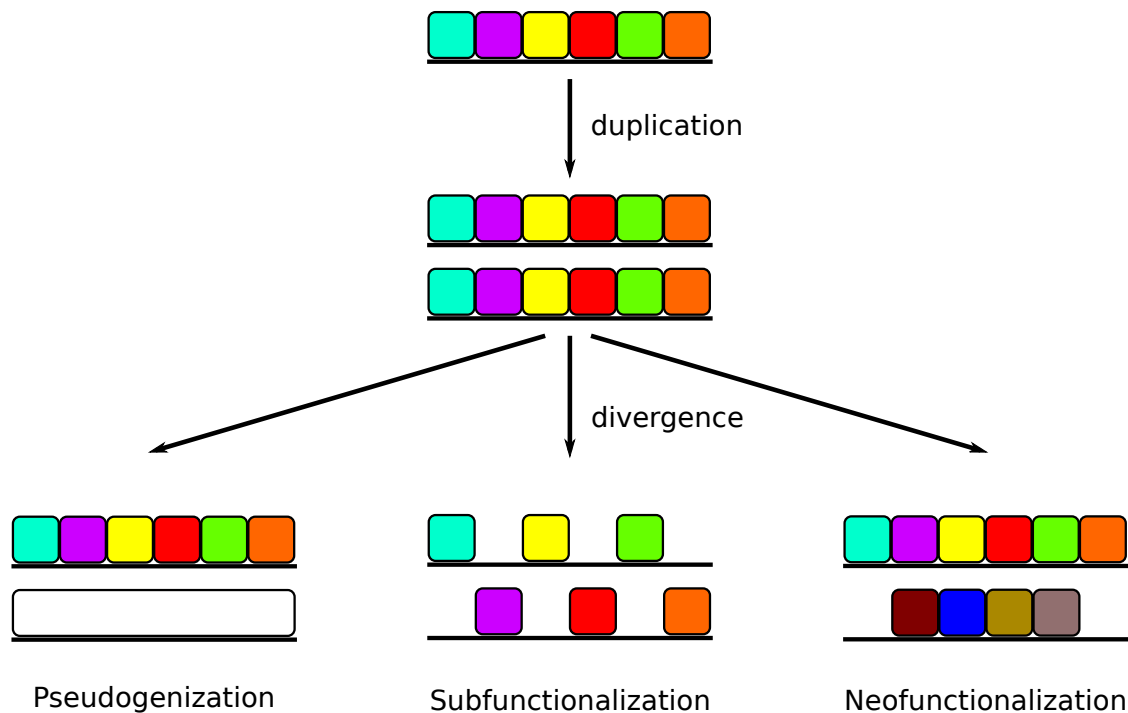 duplication
divergence
Pseudogenization
Subfunctionalization
Neofunctionalization